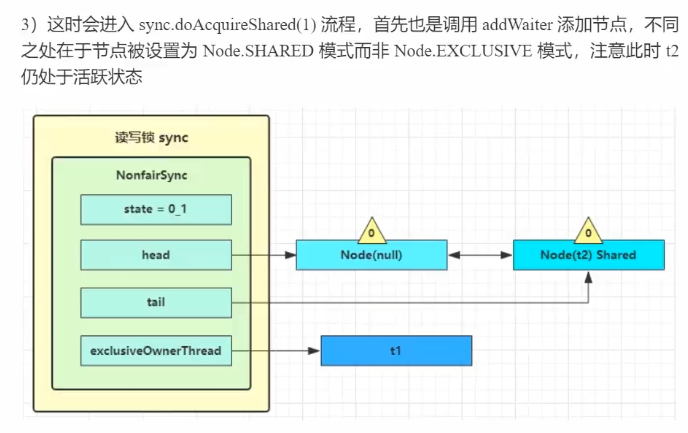 3）这时会进入 sync.doAcquireShared(1) 流程，首先也是调用 addWaiter 添加节点，不同
之处在于节点被设置为 Node.SHARED 模式而非 Node.EXCLUSIVE 模式，注意此时 t2
仍处于活跃状态
读写锁 sync
NonfairSync
state = 0_1
0
0
head
Node(null)
Node(t2) Shared
tail
exclusiveOwnerThread
t1